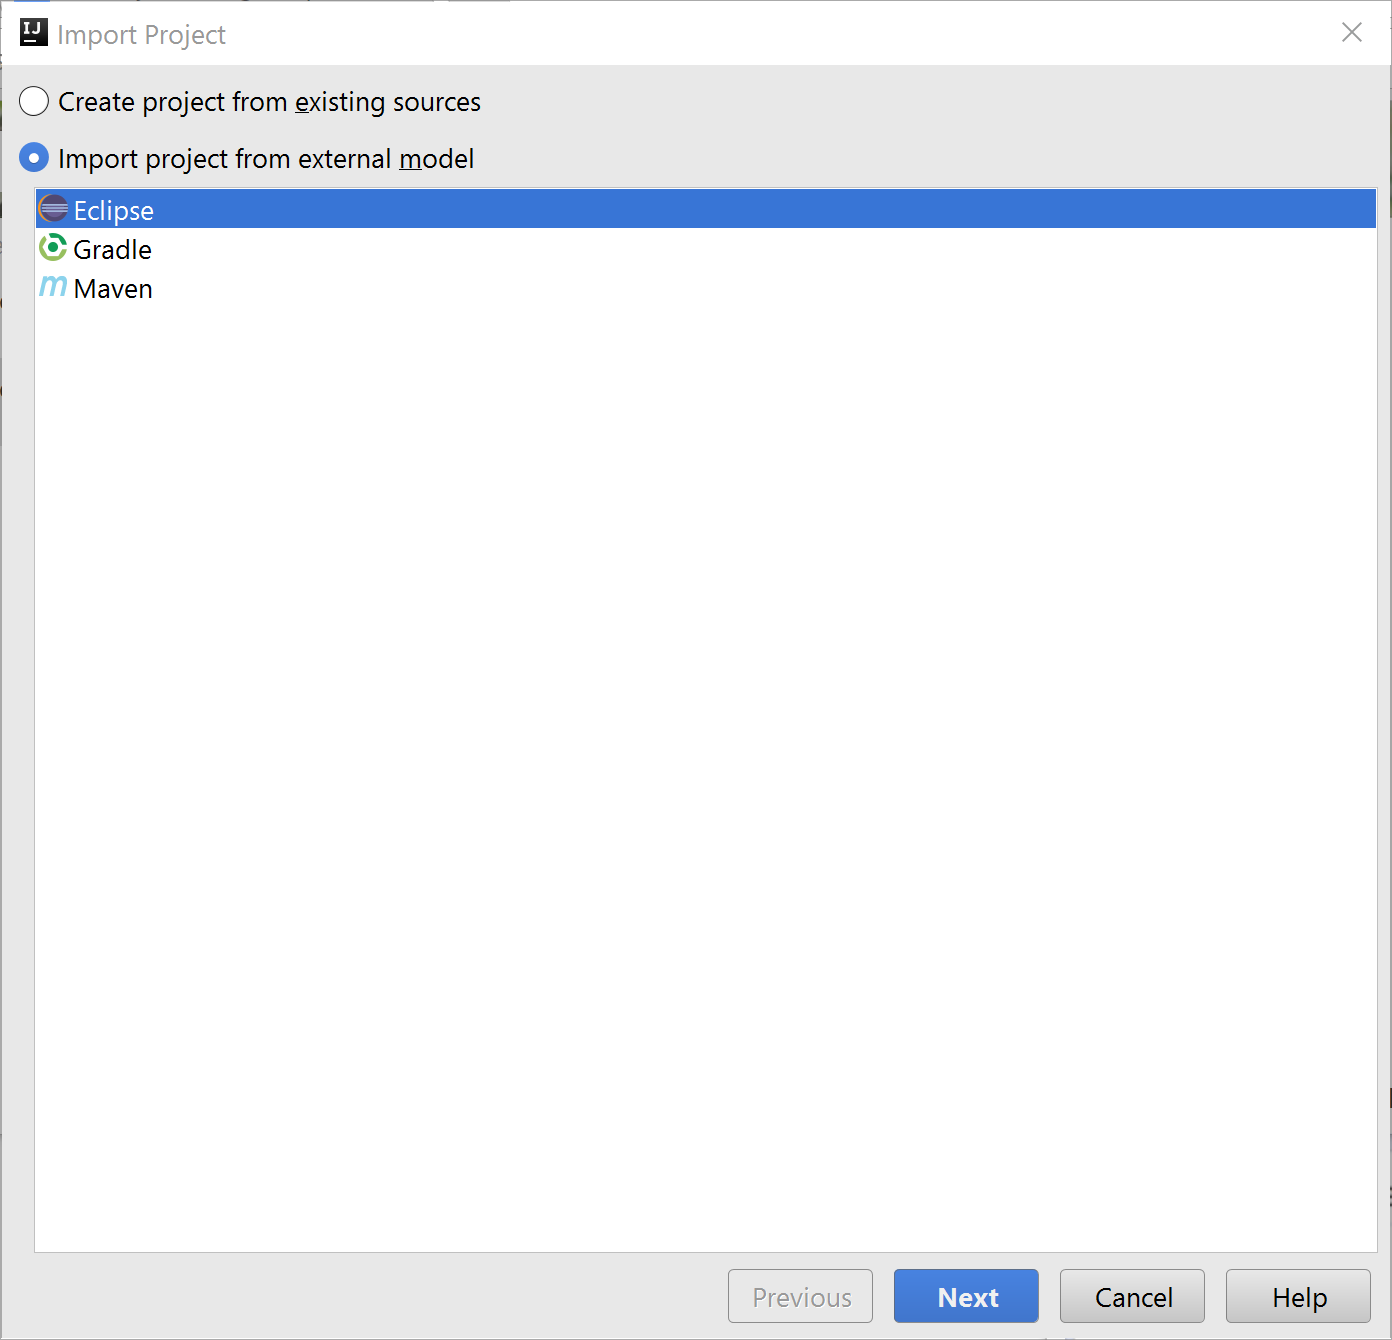 IJ Import Project
Create project from existing sources
Import project from external model
Eclipse
Gradle
m Maven
Previous Next Cancel Help